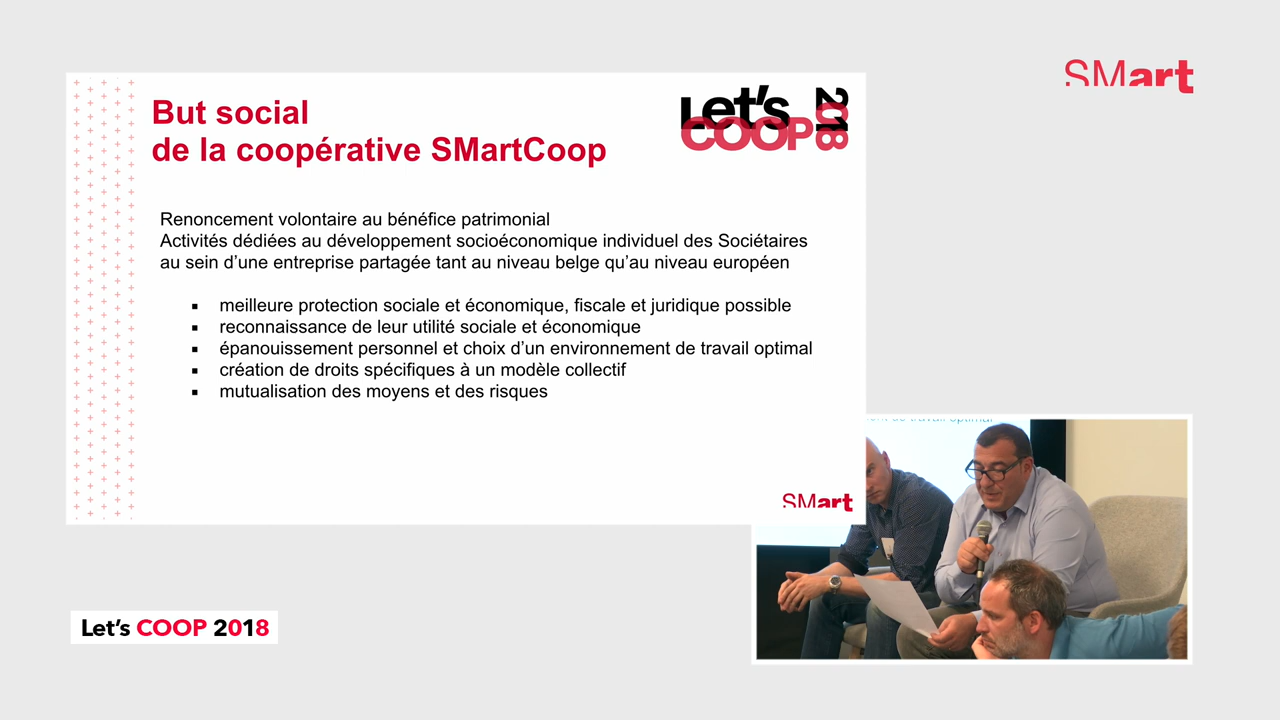 SMart
But social
de la coopérative SMartCoop
Let's
COOP
2018
Renoncement volontaire au bénéfice patrimonial
Activités dédiées au développement socioéconomique individuel des Sociétaires
au sein d'une entreprise partagée tant au niveau belge qu'au niveau européen
▪ meilleure protection sociale et économique, fiscale et juridique possible
▪ reconnaissance de leur utilité sociale et économique
▪ épanouissement personnel et choix d'un environnement de travail optimal
▪ création de droits spécifiques à un modèle collectif
▪ mutualisation des moyens et des risques
SMart
travail optimal
Let's COOP 2018